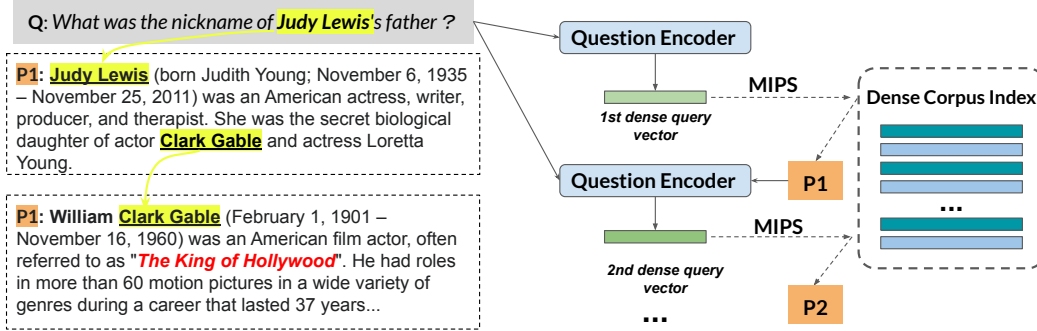 Q: What was the nickname of Judy Lewis's father ?
P1: Judy Lewis (born Judith Young; November 6, 1935
– November 25, 2011) was an American actress, writer,
producer, and therapist. She was the secret biological
daughter of actor Clark Gable and actress Loretta
Young.
P1: William Clark Gable (February 1, 1901 –
November 16, 1960) was an American film actor, often
referred to as "The King of Hollywood". He had roles
in more than 60 motion pictures in a wide variety of
genres during a career that lasted 37 years...
Question Encoder
MIPS
1st dense query
vector
Dense Corpus Index
...
Question Encoder
P1
MIPS
2nd dense query
vector
...
P2